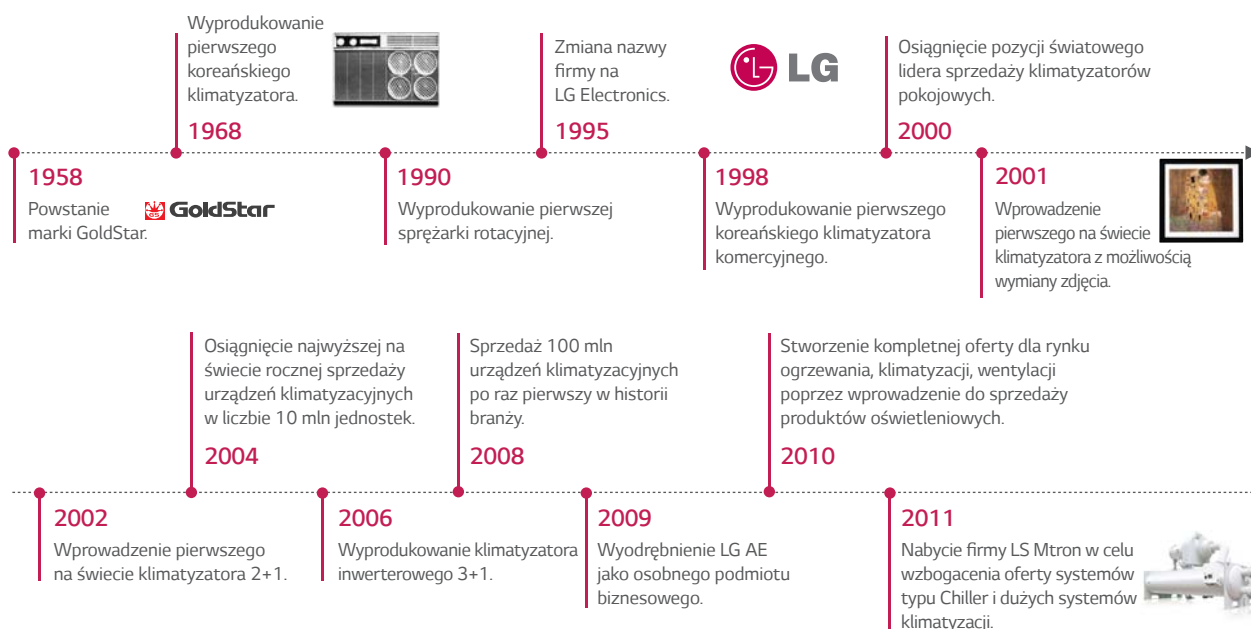 Wyprodukowanie
pierwszego
koreańskiego
klimatyzatora.
1968
Zmiana nazwy
firmy na
LG Electronics.
1995
LG
Osiągnięcie pozycji światowego
lidera sprzedaży klimatyzatorów
pokojowych.
2000
1958
Powstanie
marki GoldStar.
GS GoldStar
1990
Wyprodukowanie pierwszej
sprężarki rotacyjnej.
1998
Wyprodukowanie pierwszego
koreańskiego klimatyzatora
komercyjnego.
2001
Wprowadzenie
pierwszego na świecie
klimatyzatora z możliwością
wymiany zdjęcia.
Osiągnięcie najwyższej na
świecie rocznej sprzedaży
urządzeń klimatyzacyjnych
w liczbie 10 mln jednostek.
2004
Sprzedaż 100 mln
urządzeń klimatyzacyjnych
po raz pierwszy w historii
branży.
2008
Stworzenie kompletnej oferty dla rynku
ogrzewania, klimatyzacji, wentylacji
poprzez wprowadzenie do sprzedaży
produktów oświetleniowych.
2010
2002
Wprowadzenie pierwszego
na świecie klimatyzatora 2+1.
2006
Wyprodukowanie klimatyzatora
inwerterowego 3+1.
2009
Wyodrębnienie LG AE
jako osobnego podmiotu
biznesowego.
2011
Nabycie firmy LS Mtron w celu
wzbogacenia oferty systemów
typu Chiller i dużych systemów
klimatyzacji.